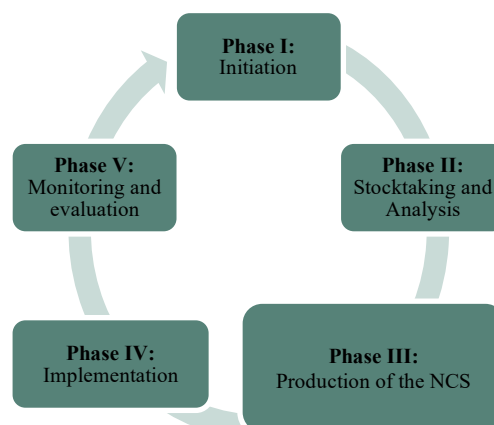 Phase I:
Initiation
Phase II:
Stocktaking and
Analysis
Phase III:
Production of the NCS
Phase IV:
Implementation
Phase V:
Monitoring and
evaluation